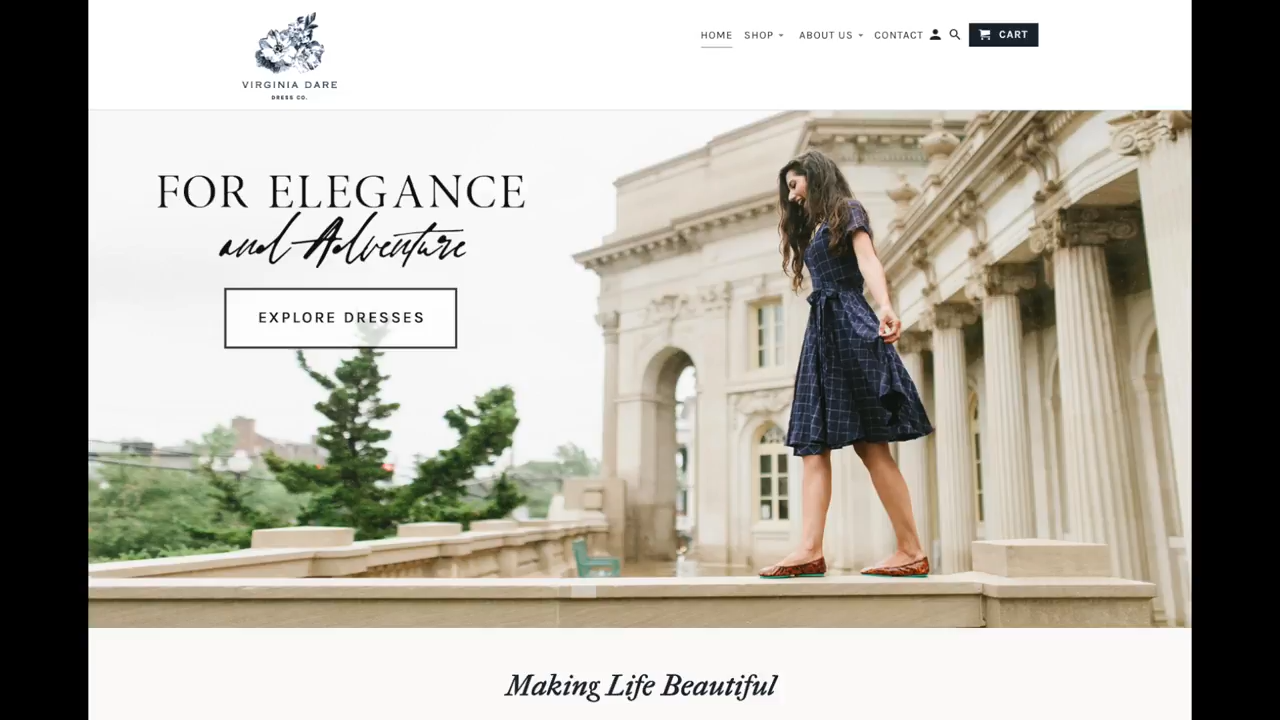 VIRGINIA DARE
DRESS CO.
HOME SHOP ABOUT US CONTACT CART
FOR ELEGANCE
and Adventure
EXPLORE DRESSES
Making Life Beautiful